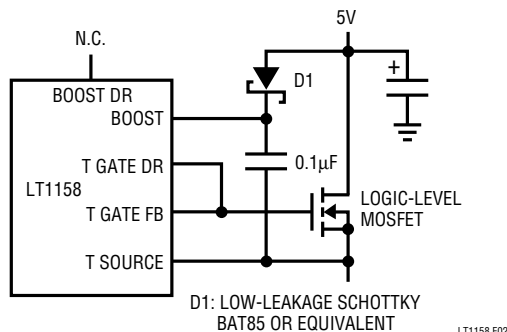 5V
N.C.
+
BOOST DR
D1
BOOST
T GATE DR
0.1µF
LT1158
LOGIC-LEVEL
MOSFET
T GATE FB
T SOURCE
D1: LOW-LEAKAGE SCHOTTKY
BAT85 OR EQUIVALENT
LT1158 F02